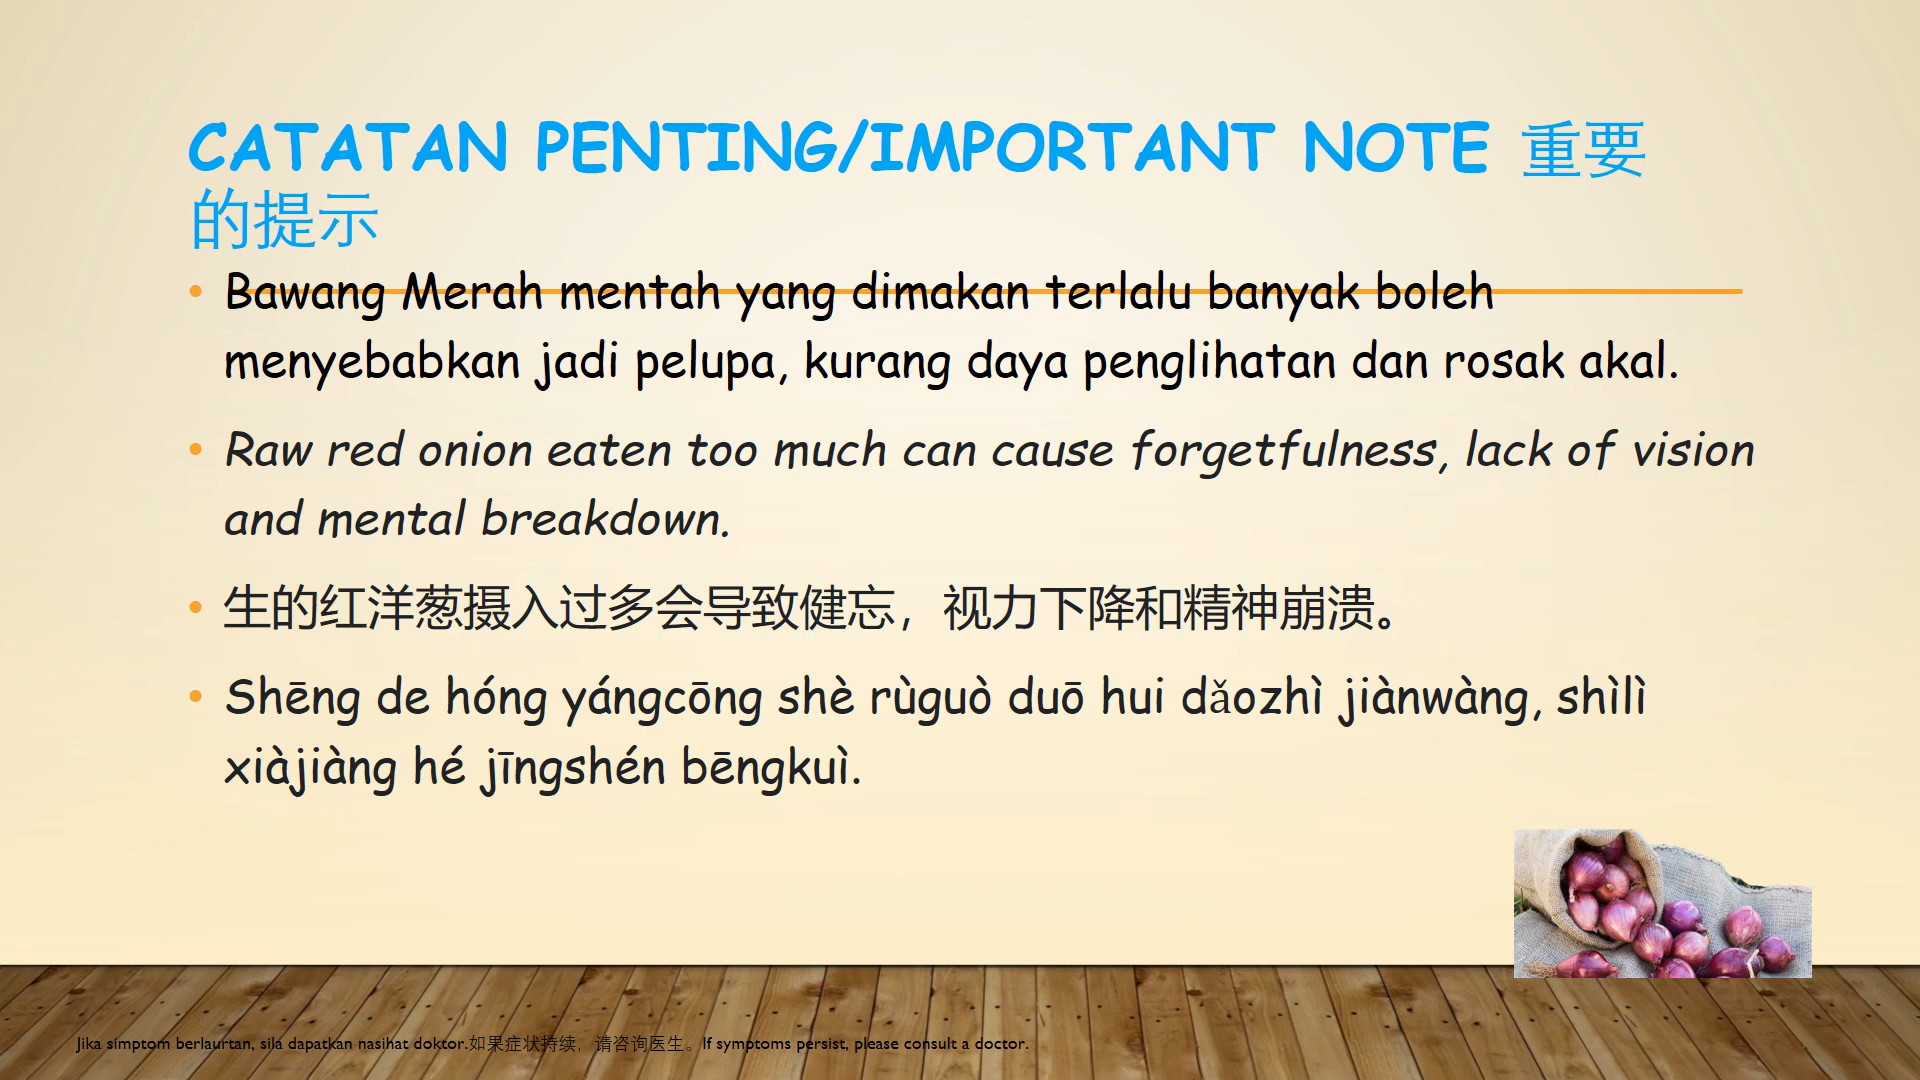 CATATAN PENTING/IMPORTANT NOTE 重要
的提示
• Bawang Merah mentah yang dimakan terlalu banyak boleh
menyebabkan jadi pelupa, kurang daya penglihatan dan rosak akal.
• Raw red onion eaten too much can cause forgetfulness, lack of vision
and mental breakdown.
• 生的红洋葱摄入过多会导致健忘，视力下降和精神崩溃。
• Shēng de hóng yángcōng shè rùguò duō hui dǎozhì jiànwàng, shìlì
xiàjiàng hé jīngshén bēngkuì.
Jika simptom berlaurtan, sila dapatkan nasihat doktor.如果症状持续，请咨询医生。If symptoms persist, please consult a doctor.